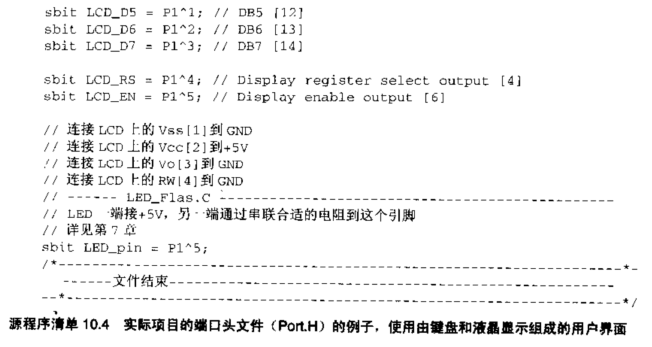 sbit LCD_D5 = P1^1; // DB5 [12]
sbit LCD_D6 = P1^2; // DB6 [13]
sbit LCD_D7 = P1^3; // DB7 [14]
sbit LCD_RS = P1^4; // Display register select output [4]
sbit LCD_EN = P1^5; // Display enable output [6]
// 连接 LCD 上的 Vss[1]到 GND
// 连接 LCD 上的 Vcc[2]到+5V
// 连接 LCD 上的 Vo[3]到 GND
// 连接 LCD 上的 RW[4]到 GND
// ------ LED_Flas.C --------------------------------------------
// LED 一端接+5V，另一端通过串联合适的电阻到这个引脚
// 详见第 7 章
sbit LED_pin = P1^5;
/*----------------------------------------------------------------*-
------文件结束--------------------------------------------------
--*----------------------------------------------------------------*/
源程序清单 10.4 实际项目的端口头文件（Port.H）的例子，使用由键盘和液晶显示组成的用户界面